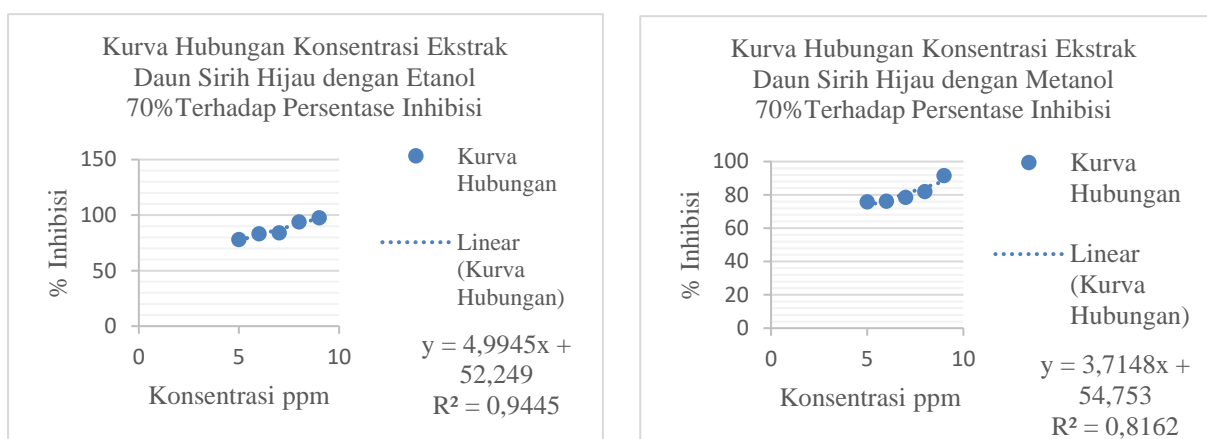 Kurva Hubungan Konsentrasi Ekstrak
Daun Sirih Hijau dengan Etanol
70%Terhadap Persentase Inhibisi
% Inhibisi
150
100
50
0
0
5
10
Konsentrasi ppm
Kurva
Hubungan
Linear
(Kurva
Hubungan)
y = 4,9945x +
52,249
R² = 0,9445
Kurva Hubungan Konsentrasi Ekstrak
Daun Sirih Hijau dengan Metanol
70%Terhadap Persentase Inhibisi
% Inhibisi
100
80
60
40
20
0
0
5
10
Konsentrasi ppm
Kurva
Hubungan
Linear
(Kurva
Hubungan)
y = 3,7148x +
54,753
R² = 0,8162